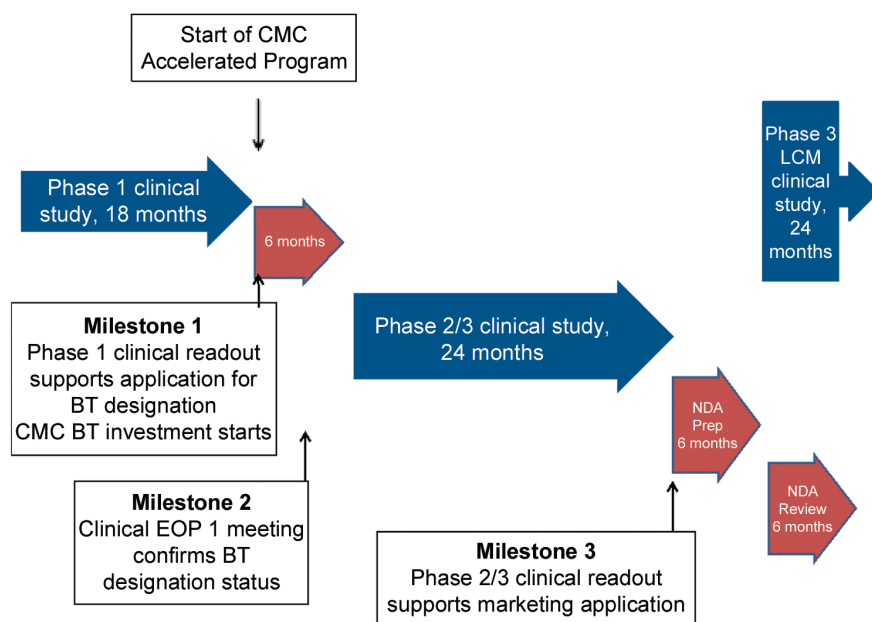 Start of CMC
Accelerated Program
Phase 1 clinical
study, 18 months
6 months
Phase 3
LCM
clinical
study,
24
months
Milestone 1
Phase 1 clinical readout
supports application for
BT designation
CMC BT investment starts
Phase 2/3 clinical study,
24 months
NDA
Prep
6 months
Milestone 2
Clinical EOP 1 meeting
confirms BT
designation status
NDA
Review
6 months
Milestone 3
Phase 2/3 clinical readout
supports marketing application